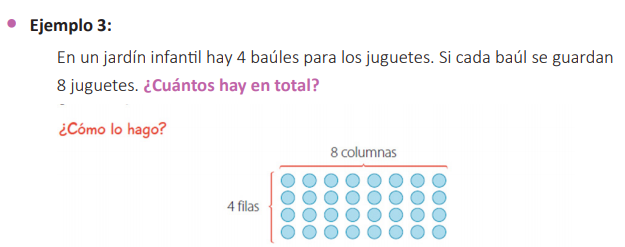 Ejemplo 3:
En un jardín infantil hay 4 baúles para los juguetes. Si cada baúl se guardan
8 juguetes. ¿Cuántos hay en total?
¿Cómo lo hago?
8 columnas
4 filas